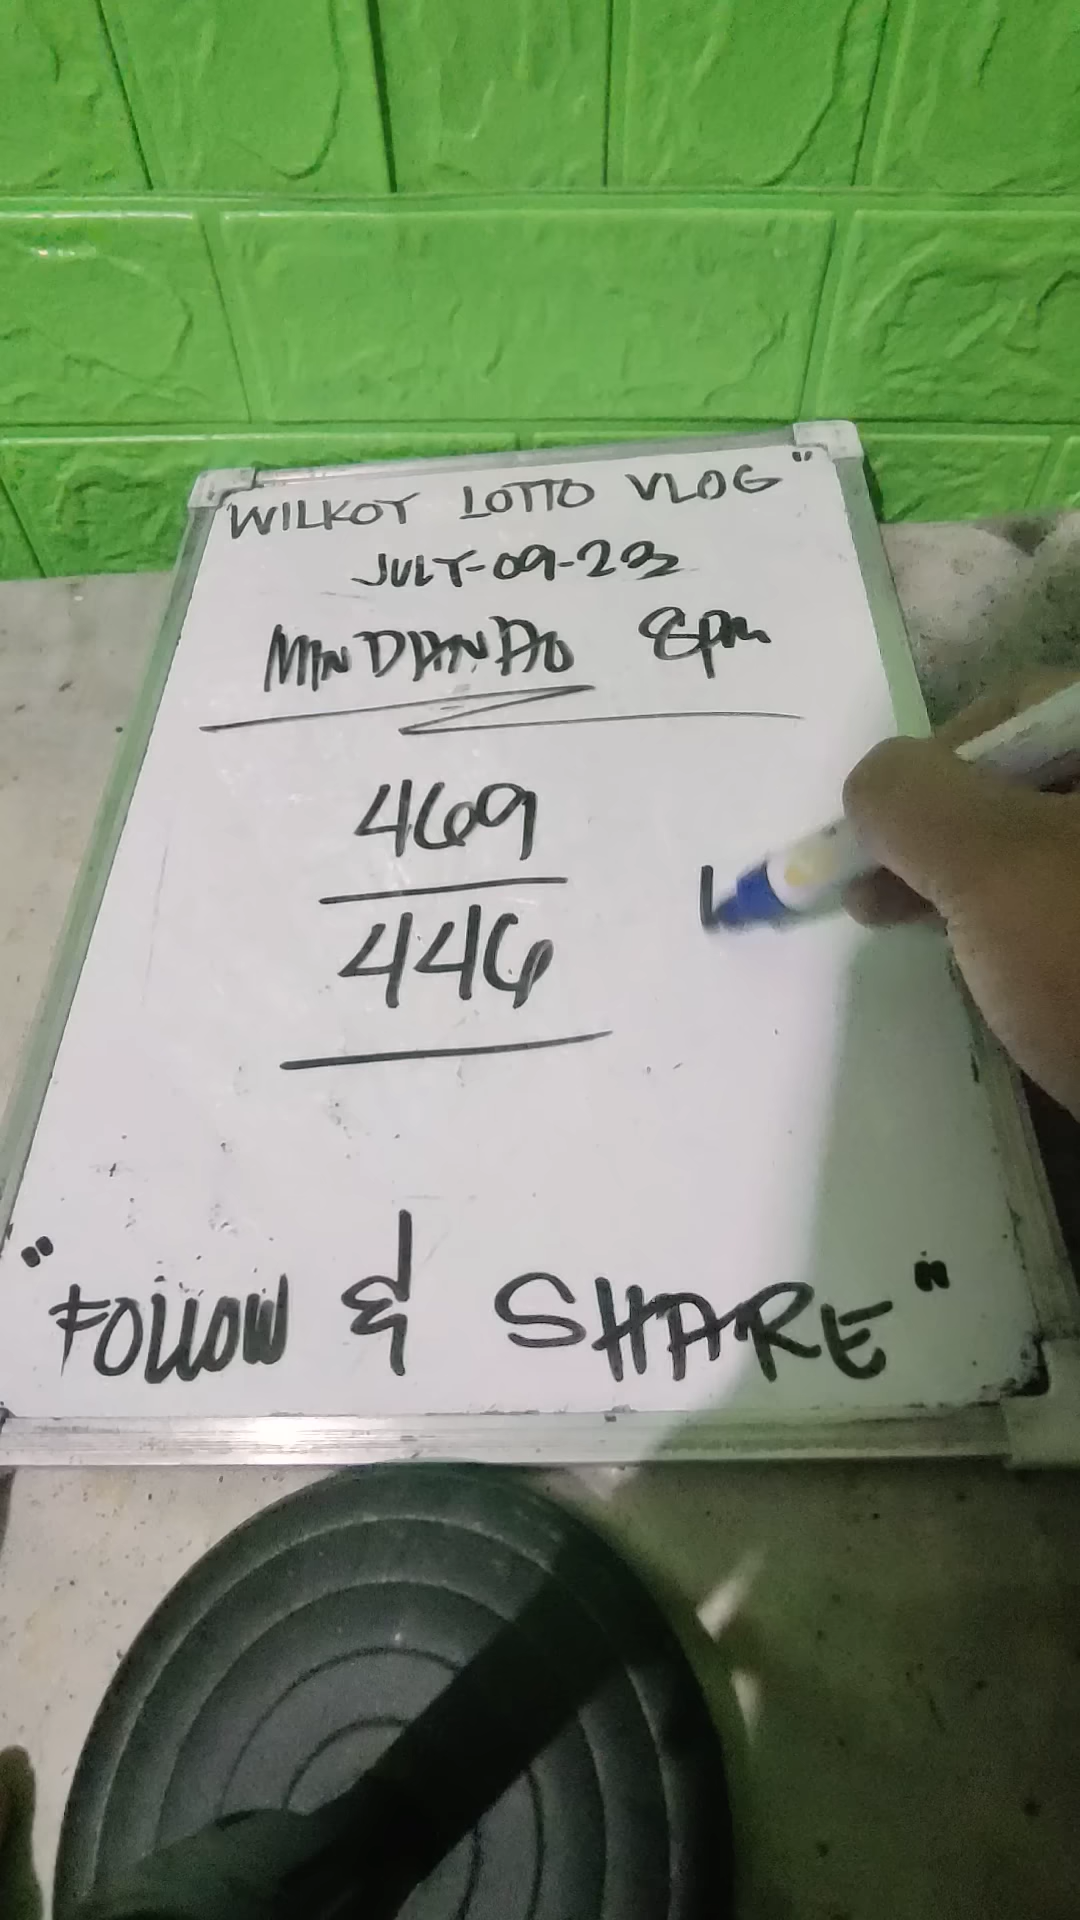 "WILKOY LOTTO VLOG"
JULY-09-23
MINDANAO 8pm
469
446
"FOLLOW & SHARE"